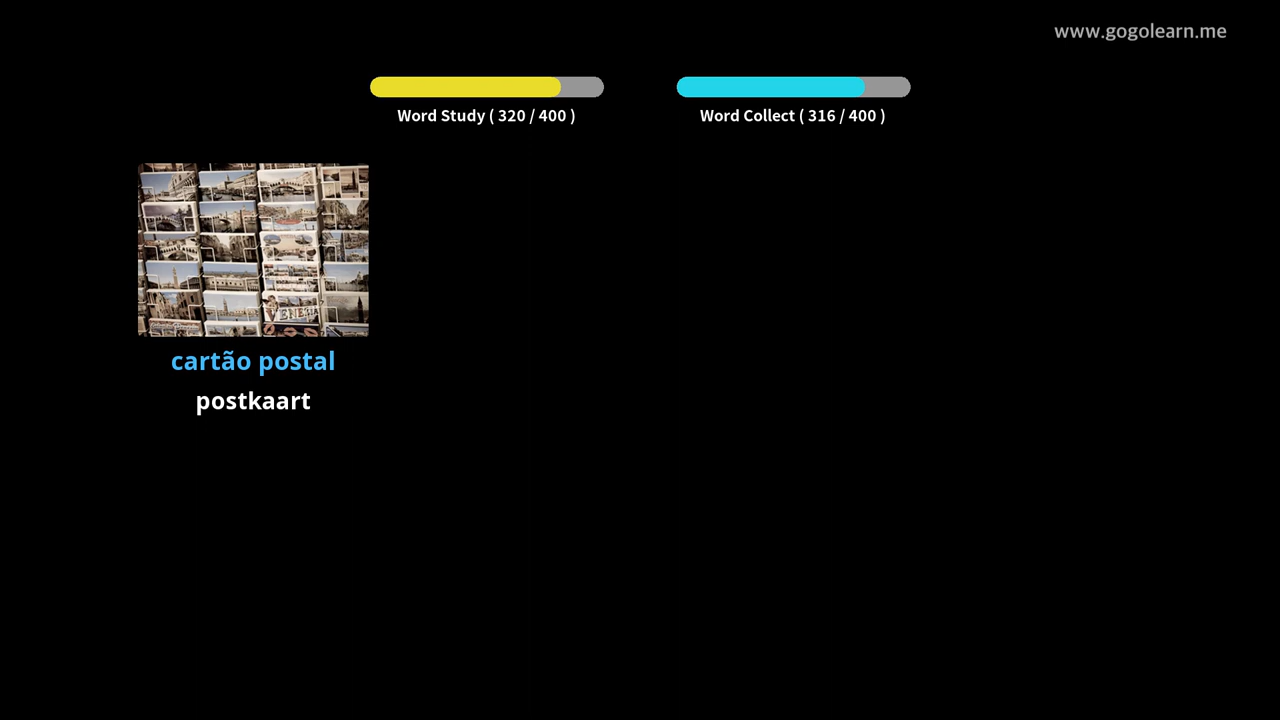 www.gogolearn.me
Word Study ( 320 / 400 )
Word Collect ( 316 / 400 )
cartão postal
postkaart